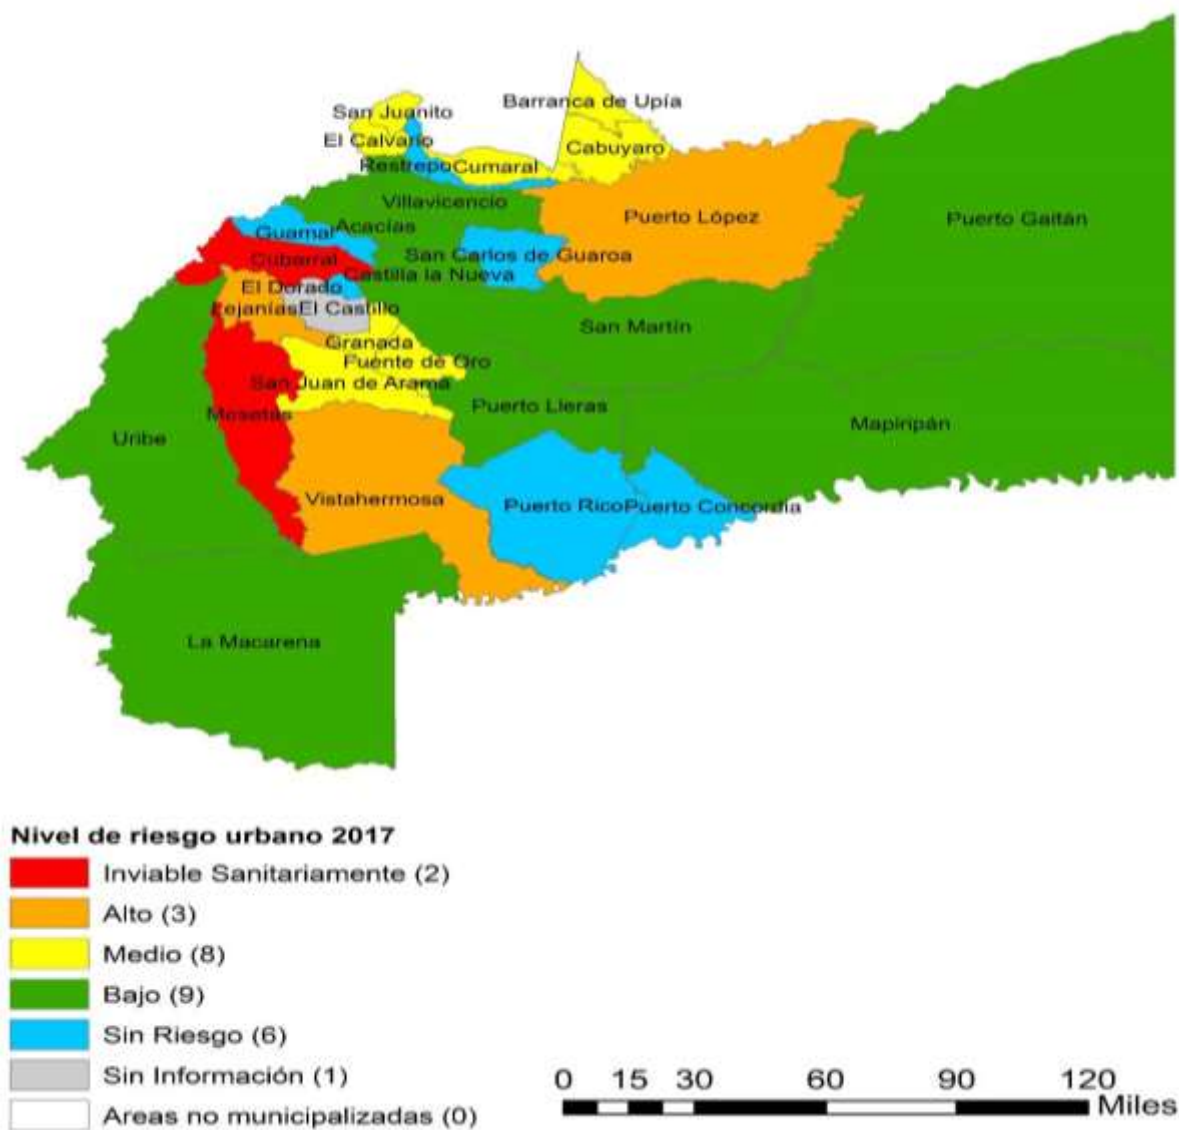 Barranca de Upía
San Juanito
El Calvario
Cabuyaro
Restrepo
Cumaral
Villavicencio
Puerto López
Puerto Gaitán
Guamal
Acacías
Cubarral
San Carlos de Guaroa
Castilla la Nueva
El Dorado
Lejanías
El Castillo
San Martín
Granada
Fuente de Oro
San Juan de Arama
Puerto Lleras
Mesetas
Mapiripán
Uribe
Vistahermosa
Puerto Rico
Puerto Concordia
La Macarena
Nivel de riesgo urbano 2017
Inviable Sanitariamente (2)
Alto (3)
Medio (8)
Bajo (9)
Sin Riesgo (6)
Sin Información (1)
Areas no municipalizadas (0)
0 15 30 60 90 120
Miles